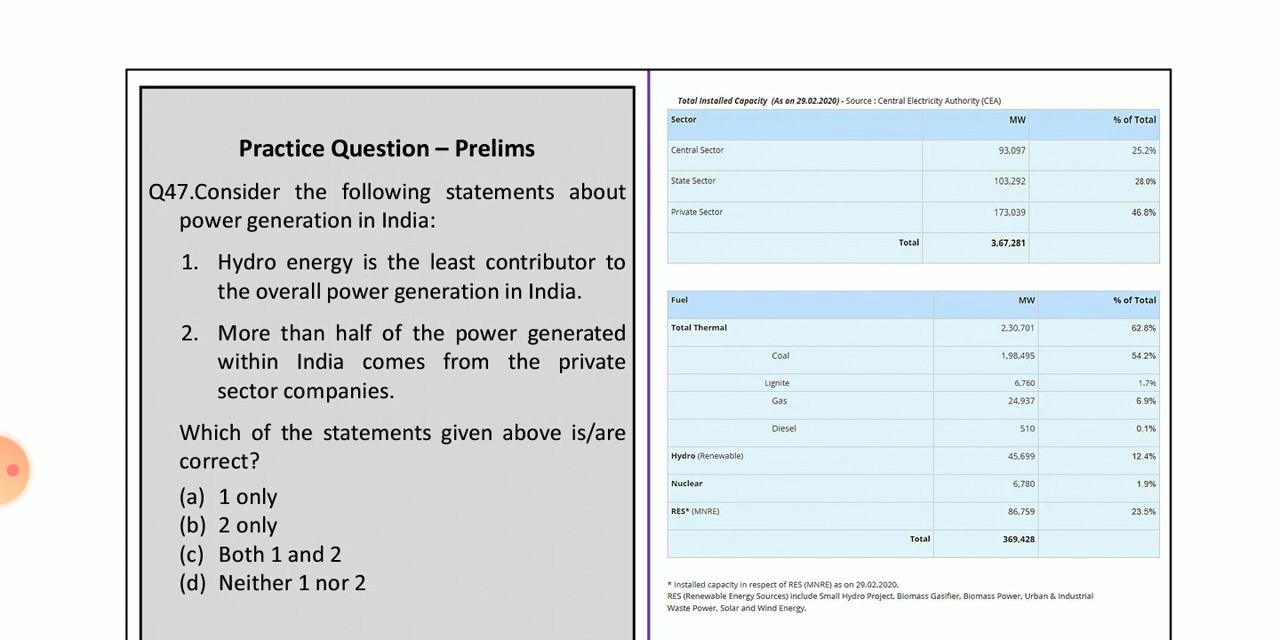 Practice Question – Prelims
Q47.Consider the following statements about
power generation in India:
1. Hydro energy is the least contributor to
the overall power generation in India.
2. More than half of the power generated
within India comes from the private
sector companies.
Which of the statements given above is/are
correct?
(a) 1 only
(b) 2 only
(c) Both 1 and 2
(d) Neither 1 nor 2
Total Installed Capacity (As on 29.02.2020) - Source : Central Electricity Authority (CEA)
Sector MW % of Total
Central Sector 93,097 25.2%
State Sector 103,292 28.0%
Private Sector 173,039 46.8%
Total 3,67,281
Fuel MW % of Total
Total Thermal 2,30,701 62.8%
Coal 1,98,495 54.2%
Lignite 6,760 1.7%
Gas 24,937 6.9%
Diesel 510 0.1%
Hydro (Renewable) 45,699 12.4%
Nuclear 6,780 1.9%
RES* (MNRE) 86,759 23.5%
Total 369,428
* Installed capacity in respect of RES (MNRE) as on 29.02.2020.
RES (Renewable Energy Sources) include Small Hydro Project, Biomass Gasifier, Biomass Power, Urban & Industrial
Waste Power, Solar and Wind Energy.